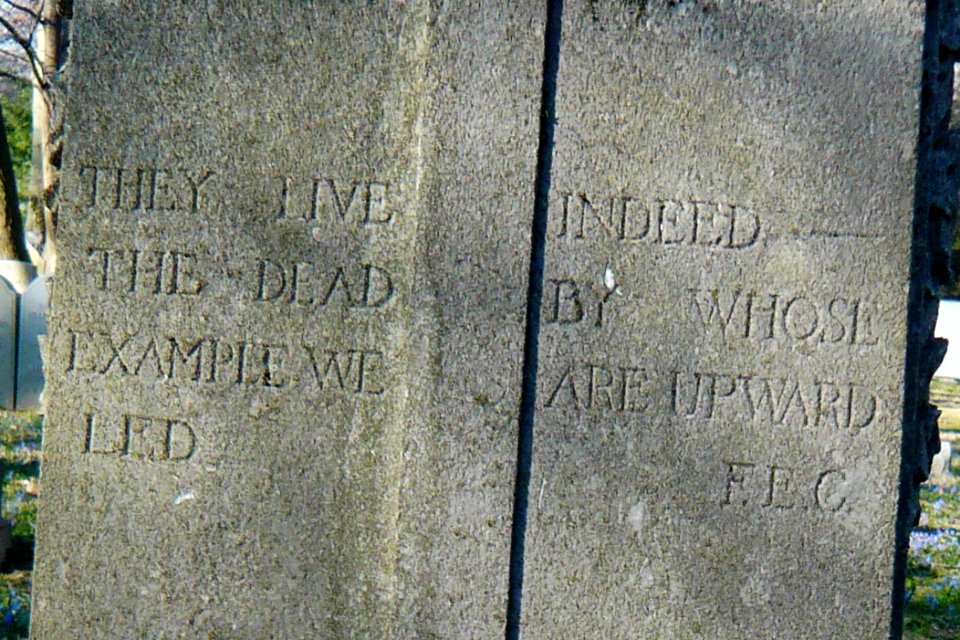 THEY LIVE INDEED —
THE DEAD BY WHOSE
EXAMPLE WE ARE UPWARD
LED
F.E.C.